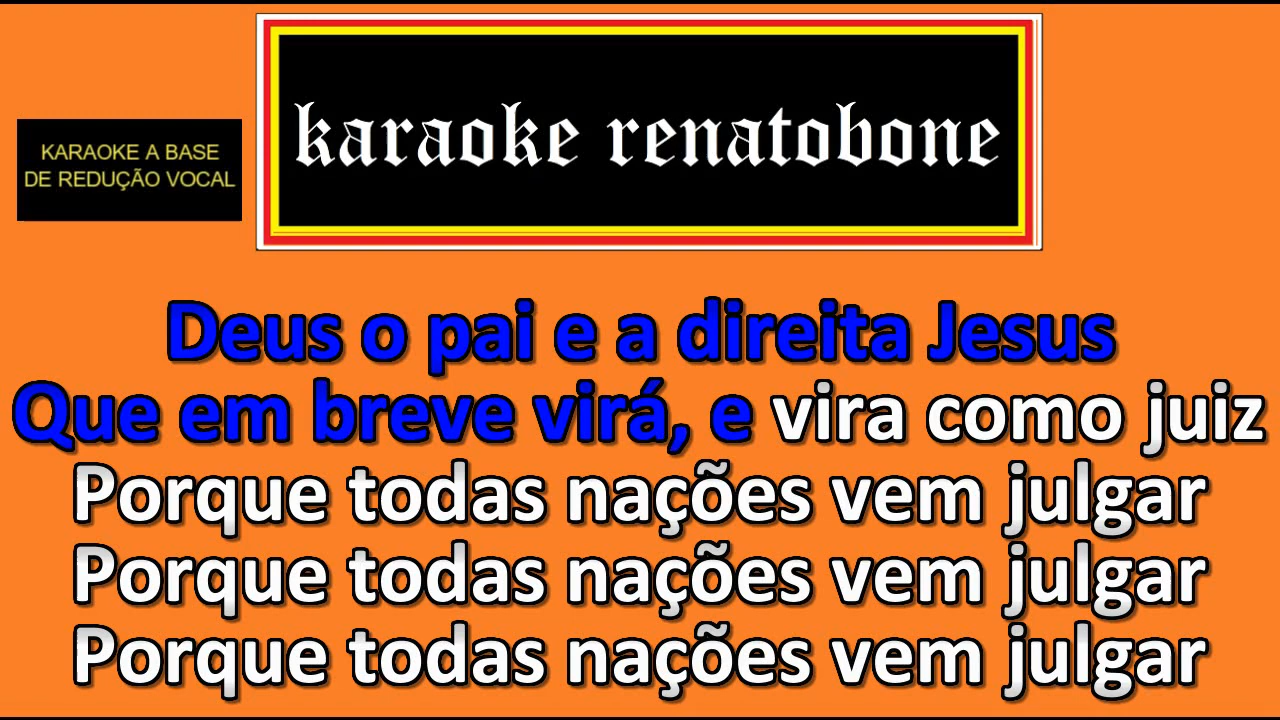 karaoke renatobone
KARAOKE A BASE
DE REDUÇÃO VOCAL
Deus o pai e a direita Jesus
Que em breve virá, e vira como juiz
Porque todas nações vem julgar
Porque todas nações vem julgar
Porque todas nações vem julgar